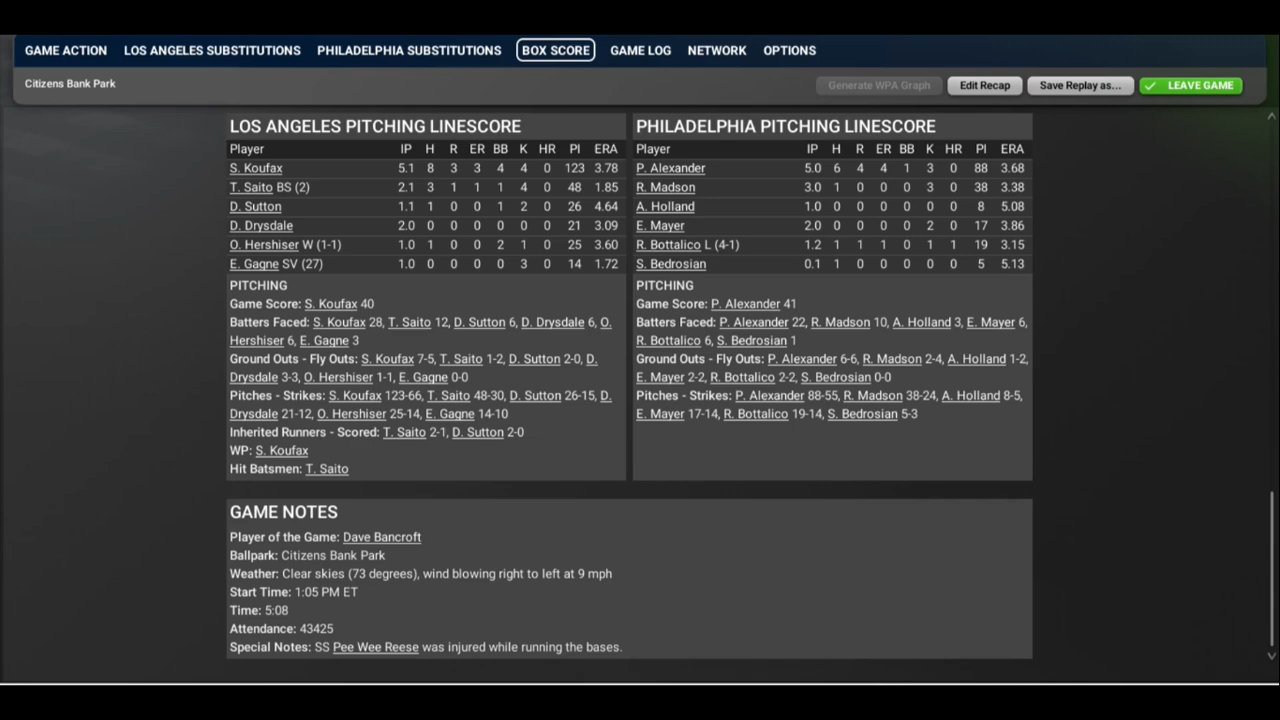 GAME ACTION LOS ANGELES SUBSTITUTIONS PHILADELPHIA SUBSTITUTIONS BOX SCORE GAME LOG NETWORK OPTIONS
Citizens Bank Park Generate WPA Graph Edit Recap Save Replay as... LEAVE GAME
LOS ANGELES PITCHING LINESCORE
Player IP H R ER BB K HR PI ERA
S. Koufax 5.1 8 3 3 4 4 0 123 3.78
T. Saito BS (2) 2.1 3 1 1 1 4 0 48 1.85
D. Sutton 1.1 1 0 0 1 2 0 26 4.64
D. Drysdale 2.0 0 0 0 0 0 0 21 3.09
O. Hershiser W (1-1) 1.0 1 0 0 2 1 0 25 3.60
E. Gagne SV (27) 1.0 0 0 0 0 3 0 14 1.72
PITCHING
Game Score: S. Koufax 40
Batters Faced: S. Koufax 28, T. Saito 12, D. Sutton 6, D. Drysdale 6, O.
Hershiser 6, E. Gagne 3
Ground Outs - Fly Outs: S. Koufax 7-5, T. Saito 1-2, D. Sutton 2-0, D.
Drysdale 3-3, O. Hershiser 1-1, E. Gagne 0-0
Pitches - Strikes: S. Koufax 123-66, T. Saito 48-30, D. Sutton 26-15, D.
Drysdale 21-12, O. Hershiser 25-14, E. Gagne 14-10
Inherited Runners - Scored: T. Saito 2-1, D. Sutton 2-0
WP: S. Koufax
Hit Batsmen: T. Saito
PHILADELPHIA PITCHING LINESCORE
Player IP H R ER BB K HR PI ERA
P. Alexander 5.0 6 4 4 1 3 0 88 3.68
R. Madson 3.0 1 0 0 0 3 0 38 3.38
A. Holland 1.0 0 0 0 0 0 0 8 5.08
E. Mayer 2.0 0 0 0 0 2 0 17 3.86
R. Bottalico L (4-1) 1.2 1 1 1 0 1 1 19 3.15
S. Bedrosian 0.1 1 0 0 0 0 0 5 5.13
PITCHING
Game Score: P. Alexander 41
Batters Faced: P. Alexander 22, R. Madson 10, A. Holland 3, E. Mayer 6,
R. Bottalico 6, S. Bedrosian 1
Ground Outs - Fly Outs: P. Alexander 6-6, R. Madson 2-4, A. Holland 1-2,
E. Mayer 2-2, R. Bottalico 2-2, S. Bedrosian 0-0
Pitches - Strikes: P. Alexander 88-55, R. Madson 38-24, A. Holland 8-5,
E. Mayer 17-14, R. Bottalico 19-14, S. Bedrosian 5-3
GAME NOTES
Player of the Game: Dave Bancroft
Ballpark: Citizens Bank Park
Weather: Clear skies (73 degrees), wind blowing right to left at 9 mph
Start Time: 1:05 PM ET
Time: 5:08
Attendance: 43425
Special Notes: SS Pee Wee Reese was injured while running the bases.